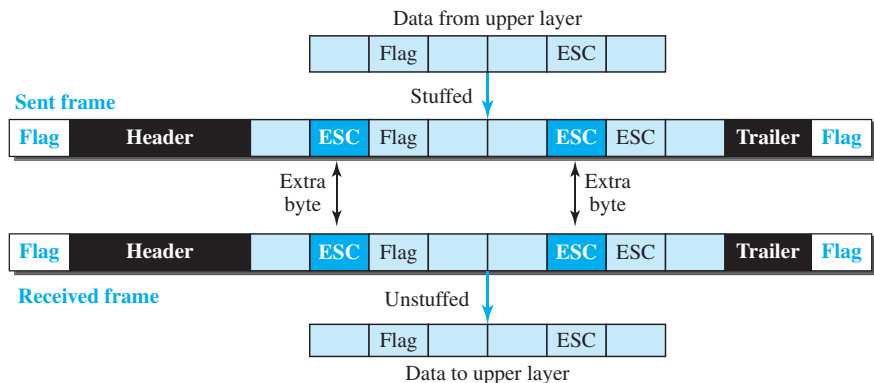 Data from upper layer
Flag ESC
Stuffed
Sent frame
Flag Header ESC Flag ESC ESC Trailer Flag
Extra byte Extra byte
Flag Header ESC Flag ESC ESC Trailer Flag
Received frame
Unstuffed
Flag ESC
Data to upper layer